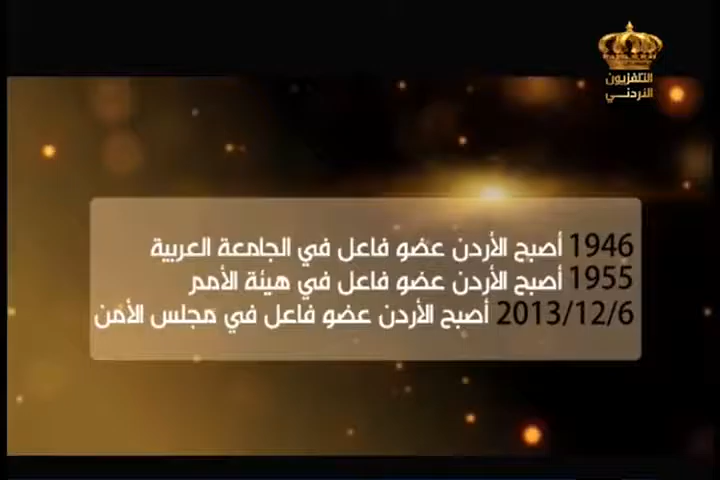 التلفزيون
الأردنــي
1946 أصبح الأردن عضو فاعل في الجامعة العربية
1955 أصبح الأردن عضو فاعل في هيئة الأمم
2013/12/6 أصبح الأردن عضو فاعل في مجلس الأمن